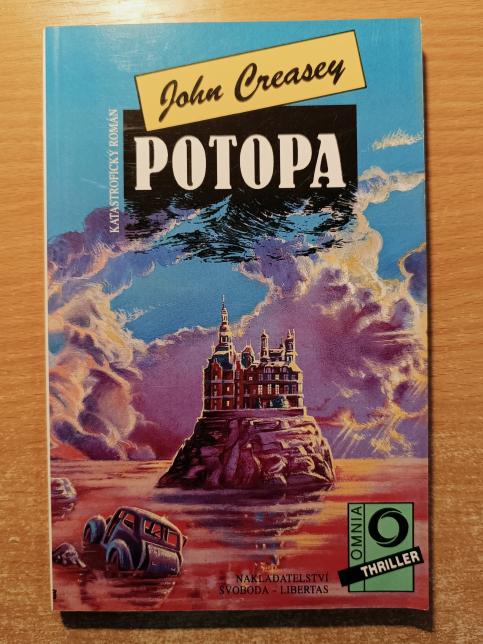 John Creasey
KATASTROFICKÝ ROMÁN
POTOPA
OMNIA
THRILLER
NAKLADATELSTVÍ
SVOBODA - LIBERTAS